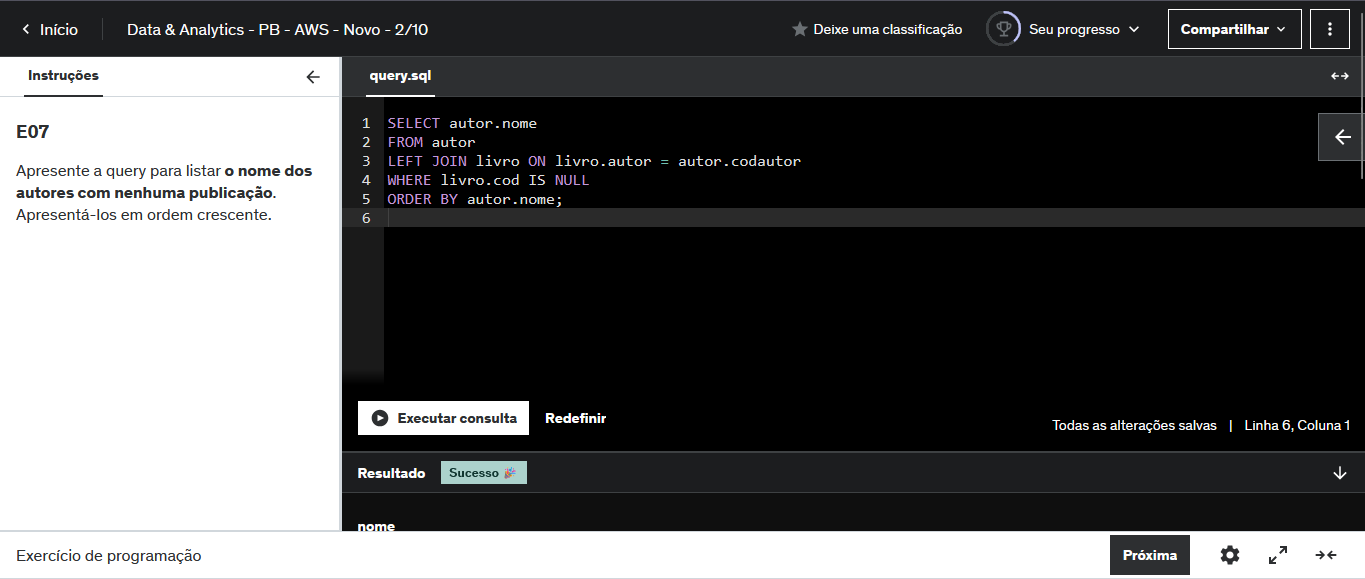 Início
Data & Analytics - PB - AWS - Novo - 2/10
Deixe uma classificação
Seu progresso
Compartilhar
Instruções
query.sql
E07
Apresente a query para listar o nome dos
autores com nenhuma publicação.
Apresentá-los em ordem crescente.
1 SELECT autor.nome
2 FROM autor
3 LEFT JOIN livro ON livro.autor = autor.codautor
4 WHERE livro.cod IS NULL
5 ORDER BY autor.nome;
6
Executar consulta
Redefinir
Todas as alterações salvas | Linha 6, Coluna 1
Resultado
Sucesso 🎉
nome
Exercício de programação
Próxima